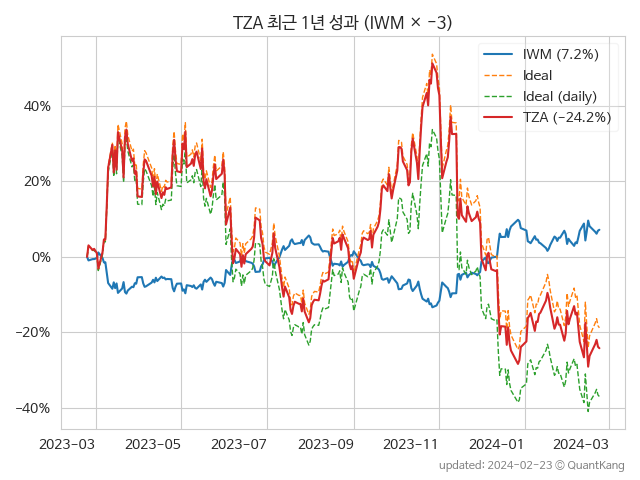 TZA 최근 1년 성과 (IWM × −3)
IWM (7.2%)
Ideal
Ideal (daily)
TZA (−24.2%)
40%
20%
0%
−20%
−40%
2023-03 2023-05 2023-07 2023-09 2023-11 2024-01 2024-03
updated: 2024-02-23 © QuantKang